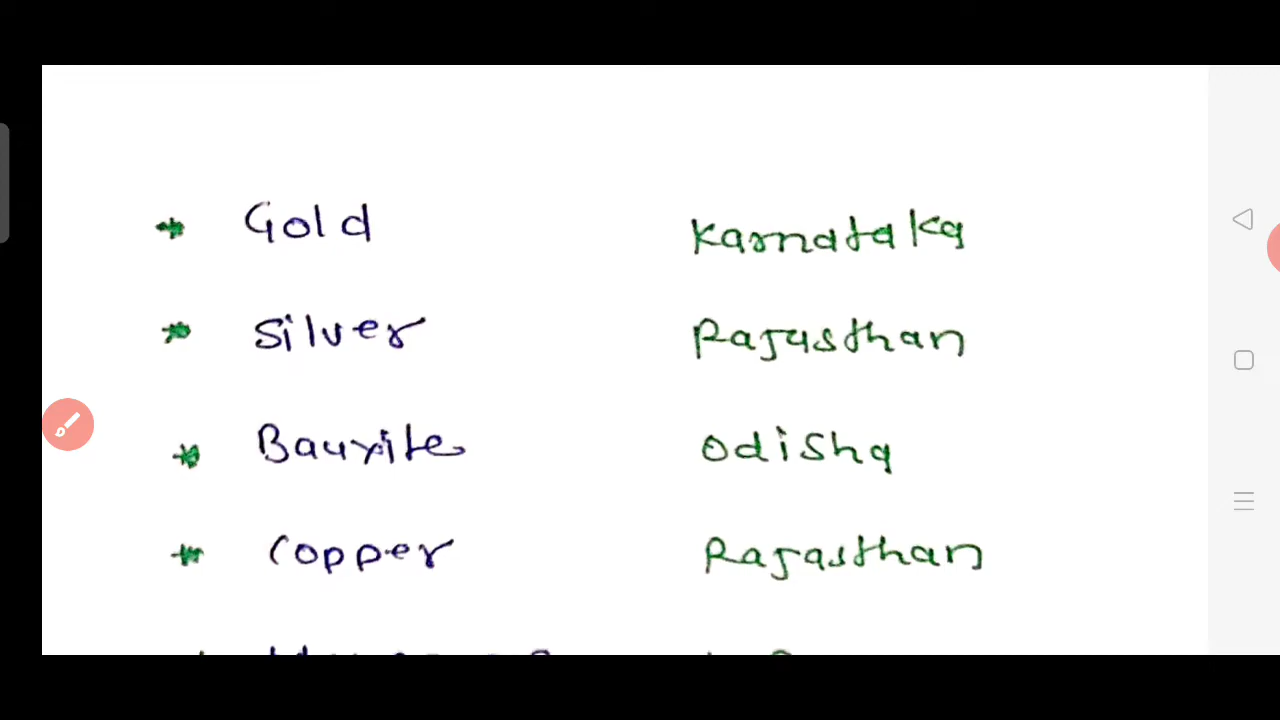 Gold Karnataka
Silver Rajasthan
Bauxite Odisha
Copper Rajasthan